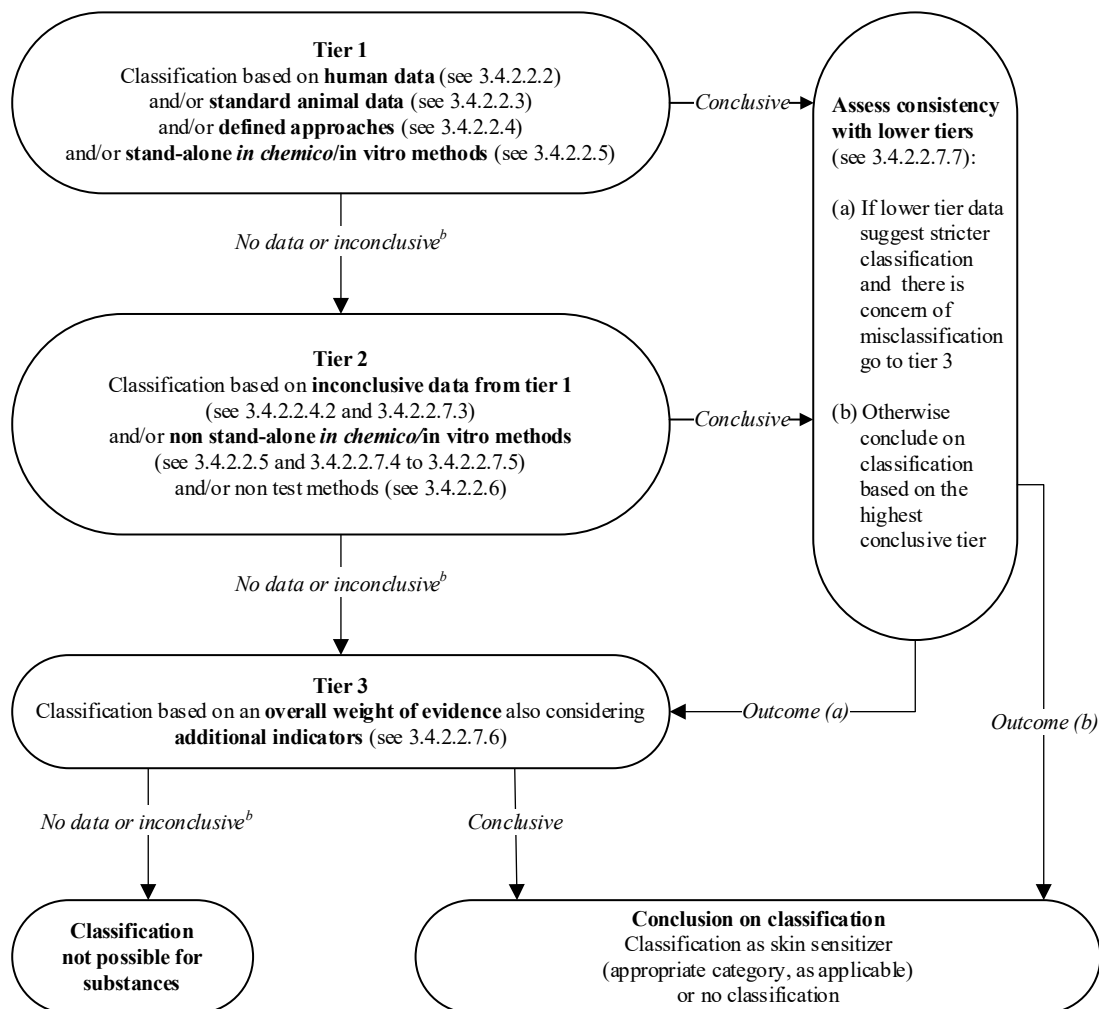 Tier 1
Classification based on human data (see 3.4.2.2.2)
and/or standard animal data (see 3.4.2.2.3)
and/or defined approaches (see 3.4.2.2.4)
and/or stand-alone in chemico/in vitro methods (see 3.4.2.2.5)
Conclusive
Assess consistency
with lower tiers
(see 3.4.2.2.7.7):
(a) If lower tier data
suggest stricter
classification
and there is
concern of
misclassification
go to tier 3
(b) Otherwise
conclude on
classification
based on the
highest
conclusive tier
No data or inconclusiveᵇ
Tier 2
Classification based on inconclusive data from tier 1
(see 3.4.2.2.4.2 and 3.4.2.2.7.3)
and/or non stand-alone in chemico/in vitro methods
(see 3.4.2.2.5 and 3.4.2.2.7.4 to 3.4.2.2.7.5)
and/or non test methods (see 3.4.2.2.6)
Conclusive
No data or inconclusiveᵇ
Tier 3
Classification based on an overall weight of evidence also considering
additional indicators (see 3.4.2.2.7.6)
Outcome (a)
Outcome (b)
No data or inconclusiveᵇ
Conclusive
Classification
not possible for
substances
Conclusion on classification
Classification as skin sensitizer
(appropriate category, as applicable)
or no classification